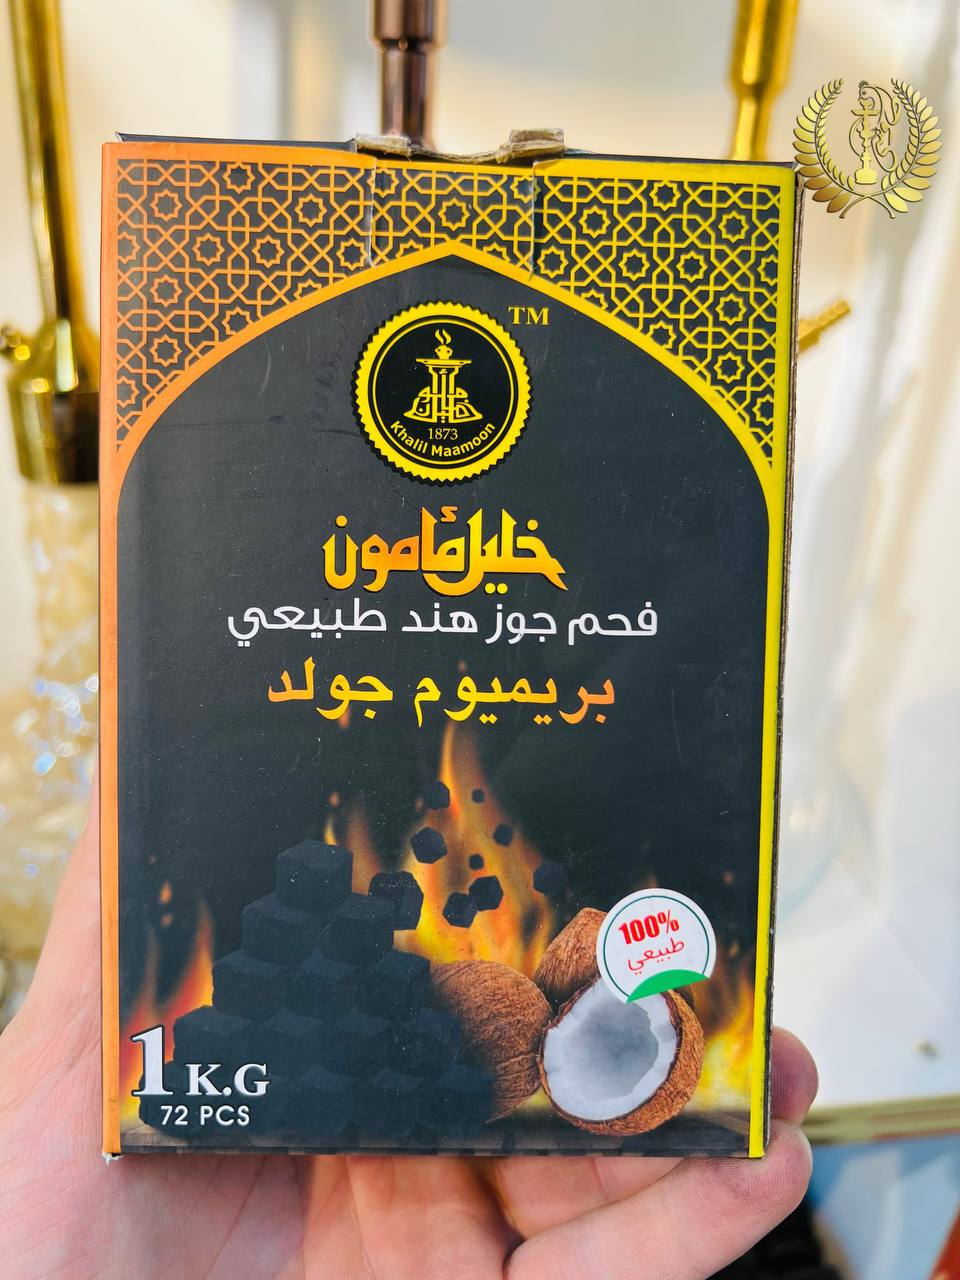 TM
1873
Khalil Maamoon
خليل مأمون
فحم جوز هند طبيعي
بريميوم جولد
100%
طبيعي
1 K.G
72 PCS